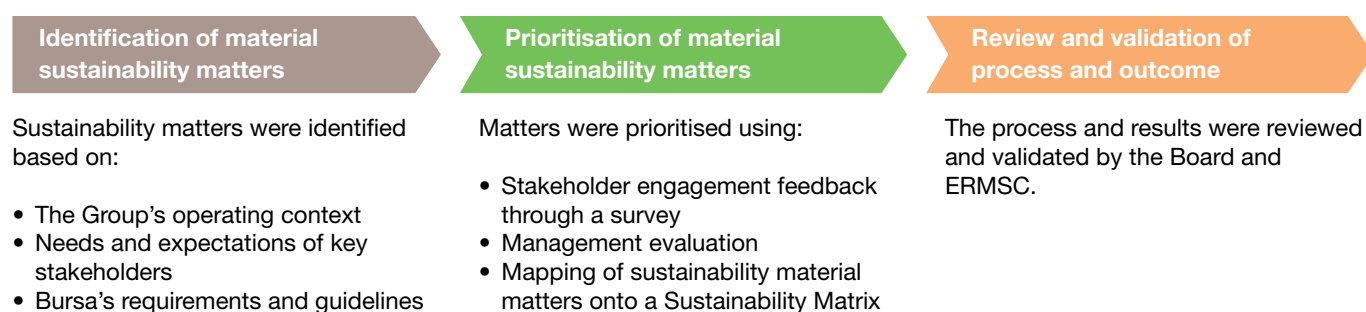 Identification of material
sustainability matters
Sustainability matters were identified
based on:
• The Group's operating context
• Needs and expectations of key
stakeholders
• Bursa's requirements and guidelines
Prioritisation of material
sustainability matters
Matters were prioritised using:
• Stakeholder engagement feedback
through a survey
• Management evaluation
• Mapping of sustainability material
matters onto a Sustainability Matrix
Review and validation of
process and outcome
The process and results were reviewed
and validated by the Board and
ERMSC.